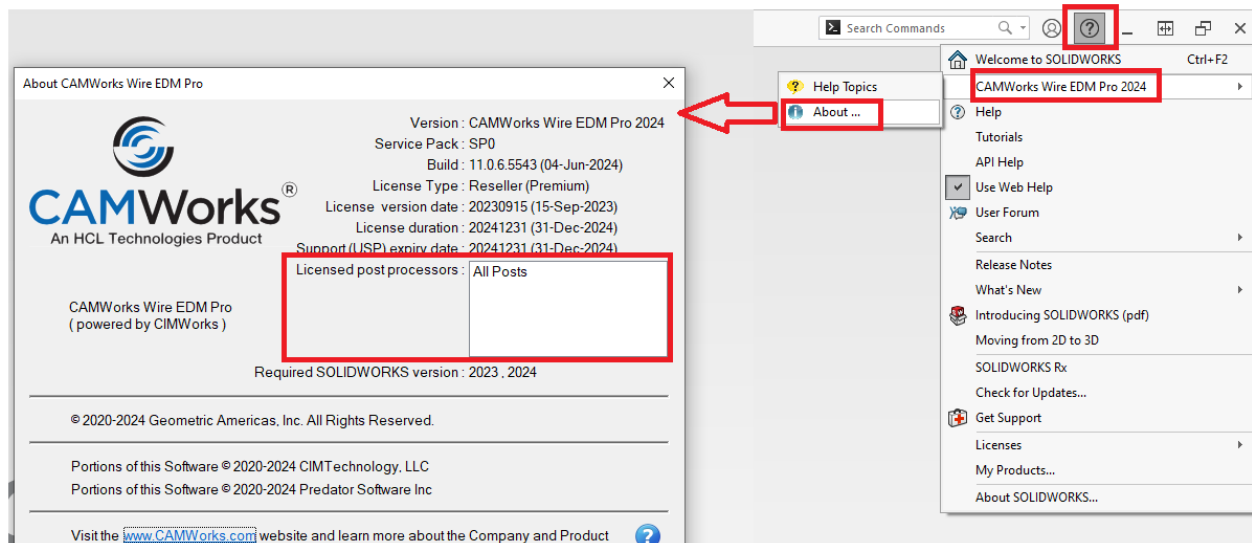 Search Commands
Welcome to SOLIDWORKS Ctrl+F2
CAMWorks Wire EDM Pro 2024
Help
Tutorials
API Help
Use Web Help
User Forum
Search
Release Notes
What's New
Introducing SOLIDWORKS (pdf)
Moving from 2D to 3D
SOLIDWORKS Rx
Check for Updates...
Get Support
Licenses
My Products...
About SOLIDWORKS...
Help Topics
About ...
About CAMWorks Wire EDM Pro
CAMWorks®
An HCL Technologies Product
Version : CAMWorks Wire EDM Pro 2024
Service Pack : SP0
Build : 11.0.6.5543 (04-Jun-2024)
License Type : Reseller (Premium)
License version date : 20230915 (15-Sep-2023)
License duration : 20241231 (31-Dec-2024)
Support (USP) expiry date : 20241231 (31-Dec-2024)
Licensed post processors : All Posts
CAMWorks Wire EDM Pro
( powered by CIMWorks )
Required SOLIDWORKS version : 2023 , 2024
© 2020-2024 Geometric Americas, Inc. All Rights Reserved.
Portions of this Software © 2020-2024 CIMTechnology, LLC
Portions of this Software © 2020-2024 Predator Software Inc
Visit the www.CAMWorks.com website and learn more about the Company and Product